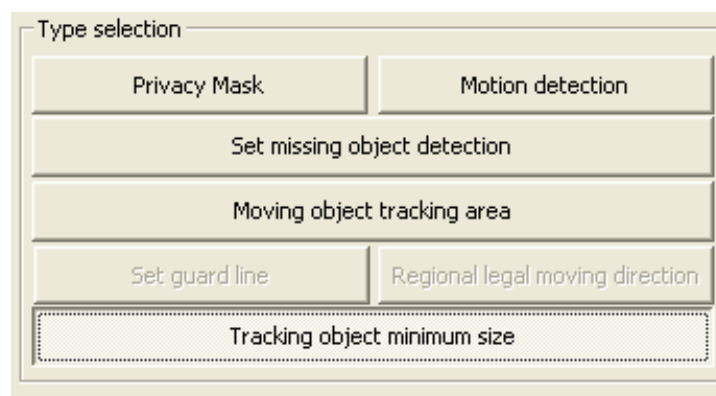 Type selection
Privacy Mask
Motion detection
Set missing object detection
Moving object tracking area
Set guard line
Regional legal moving direction
Tracking object minimum size